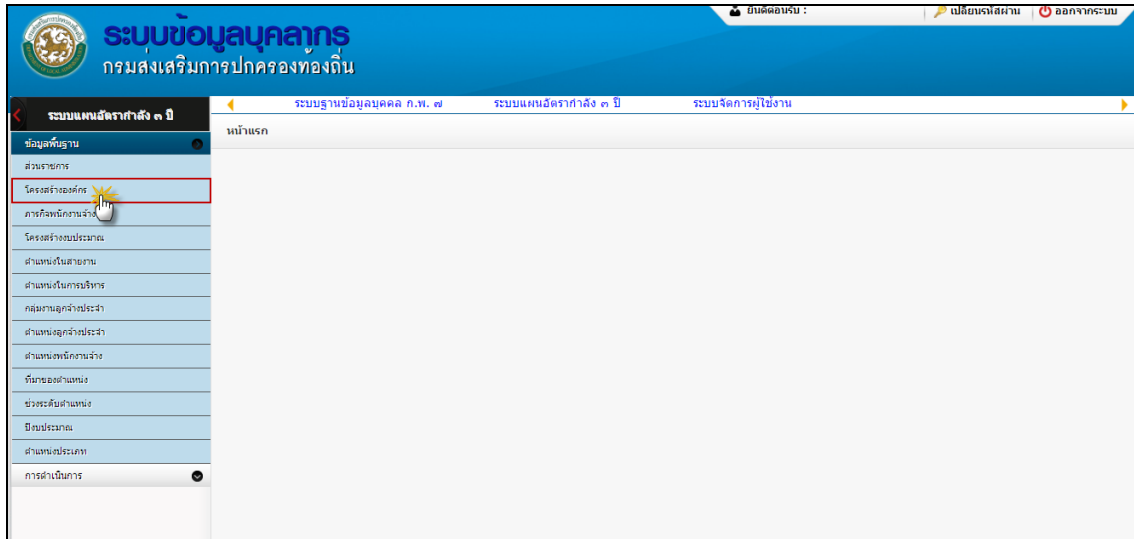 ยินดีต้อนรับ : เปลี่ยนรหัสผ่าน ออกจากระบบ
ระบบข้อมูลบุคลากร
กรมส่งเสริมการปกครองท้องถิ่น
ระบบแผนอัตรากำลัง ๓ ปี
ระบบฐานข้อมูลบุคคล ก.พ. ๗ ระบบแผนอัตรากำลัง ๓ ปี ระบบจัดการผู้ใช้งาน
หน้าแรก
ข้อมูลพื้นฐาน
ส่วนราชการ
โครงสร้างองค์กร
ภารกิจพนักงานจ้าง
โครงสร้างงบประมาณ
ตำแหน่งในสายงาน
ตำแหน่งในการบริหาร
กลุ่มงานลูกจ้างประจำ
ตำแหน่งลูกจ้างประจำ
ตำแหน่งพนักงานจ้าง
ที่มาของตำแหน่ง
ช่วงระดับตำแหน่ง
ปีงบประมาณ
ตำแหน่งประเภท
การดำเนินการ